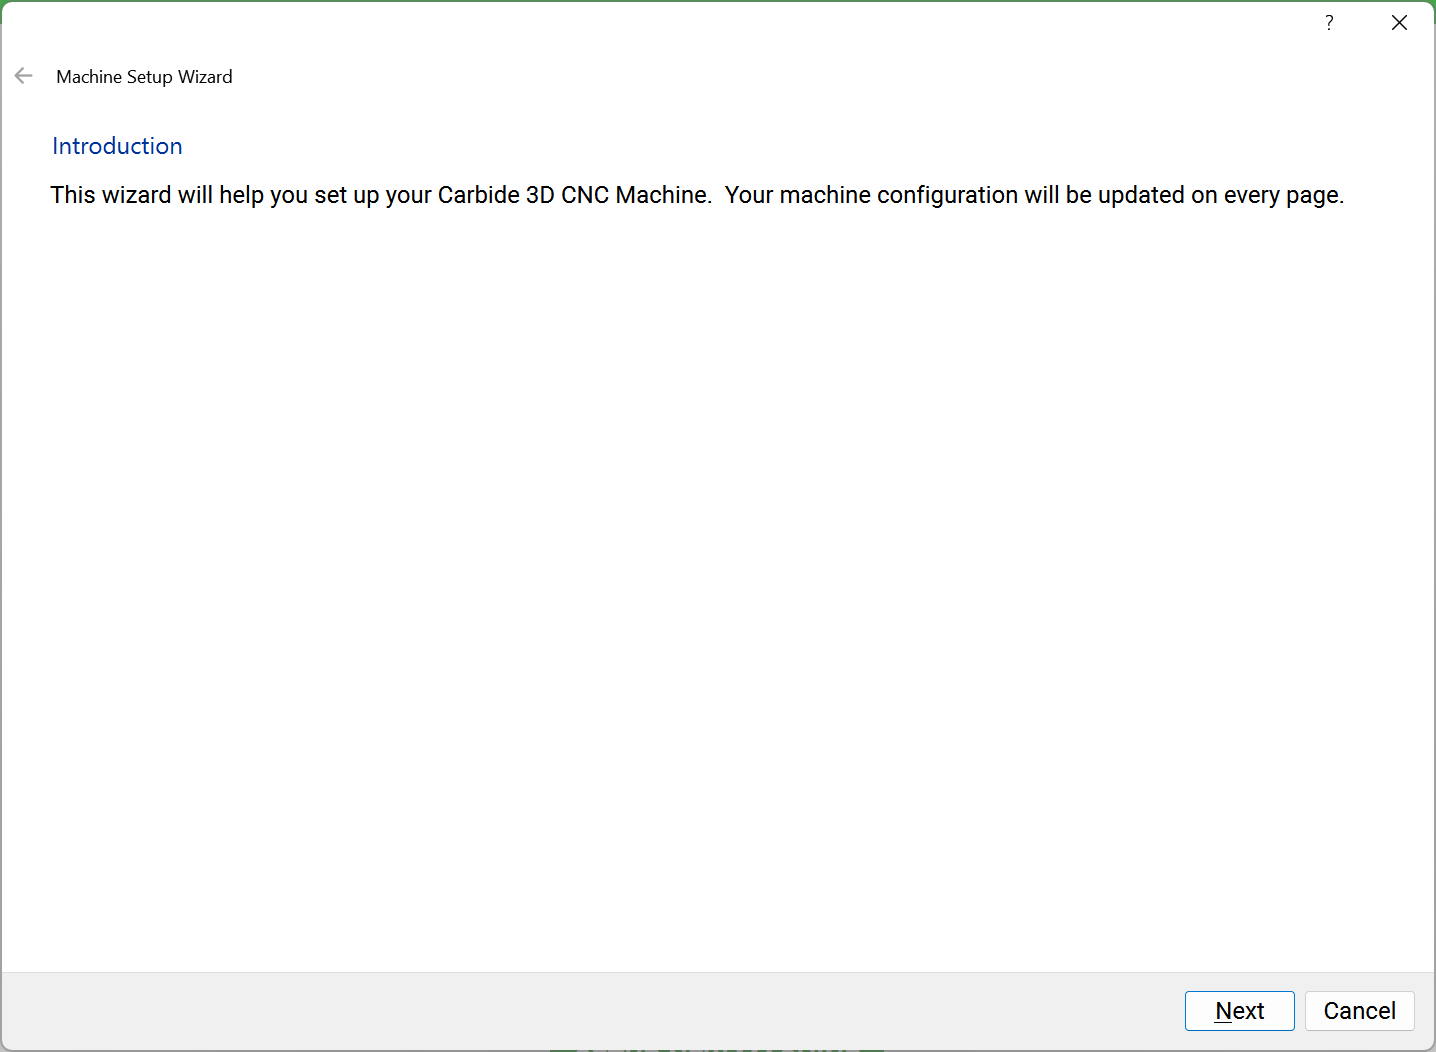 ?
Machine Setup Wizard
Introduction
This wizard will help you set up your Carbide 3D CNC Machine.  Your machine configuration will be updated on every page.
Next
Cancel